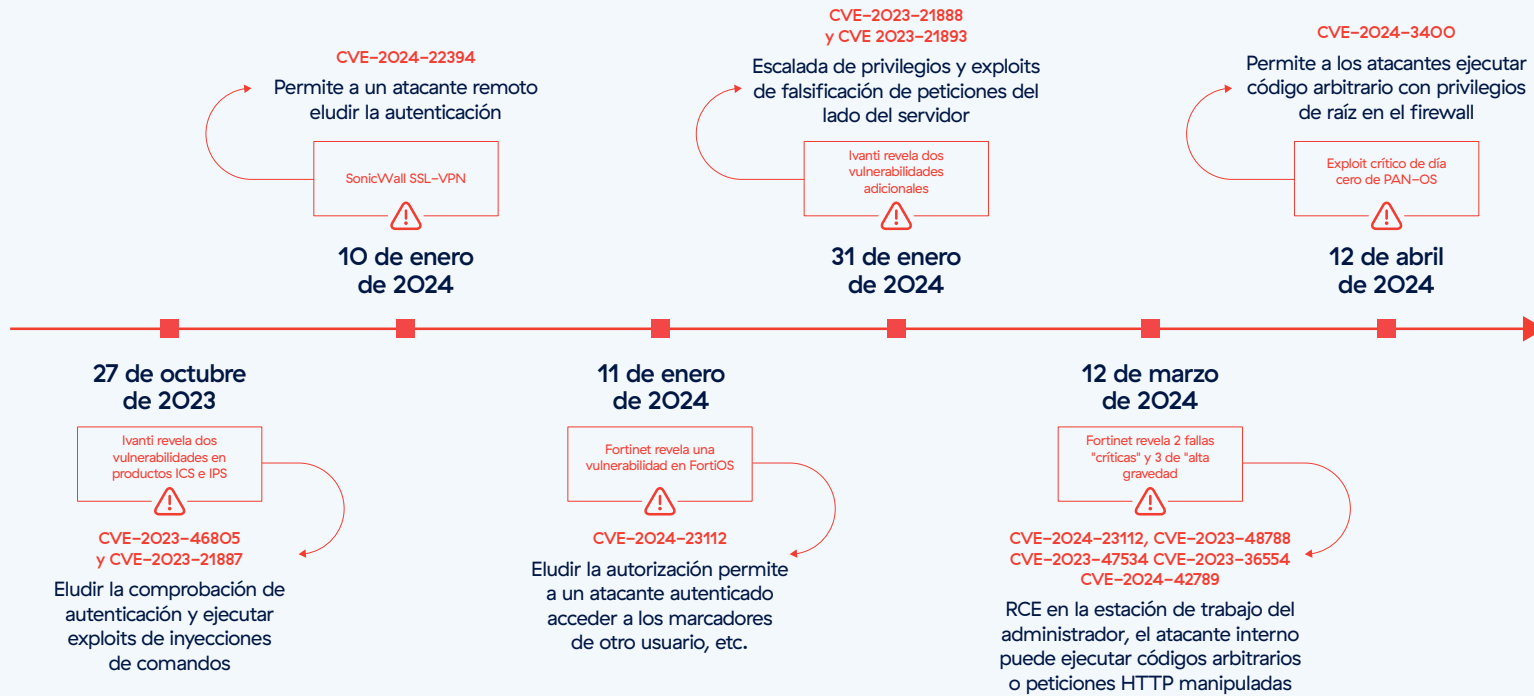 CVE-2024-22394
Permite a un atacante remoto
eludir la autenticación
SonicWall SSL-VPN
10 de enero
de 2024
CVE-2023-21888
y CVE 2023-21893
Escalada de privilegios y exploits
de falsificación de peticiones del
lado del servidor
Ivanti revela dos
vulnerabilidades
adicionales
31 de enero
de 2024
CVE-2024-3400
Permite a los atacantes ejecutar
código arbitrario con privilegios
de raíz en el firewall
Exploit crítico de día
cero de PAN-OS
12 de abril
de 2024
27 de octubre
de 2023
Ivanti revela dos
vulnerabilidades en
productos ICS e IPS
CVE-2023-46805
y CVE-2023-21887
Eludir la comprobación de
autenticación y ejecutar
exploits de inyecciones
de comandos
11 de enero
de 2024
Fortinet revela una
vulnerabilidad en FortiOS
CVE-2024-23112
Eludir la autorización permite
a un atacante autenticado
acceder a los marcadores
de otro usuario, etc.
12 de marzo
de 2024
Fortinet revela 2 fallas
"críticas" y 3 de "alta
gravedad
CVE-2024-23112, CVE-2023-48788
CVE-2023-47534 CVE-2023-36554
CVE-2024-42789
RCE en la estación de trabajo del
administrador, el atacante interno
puede ejecutar códigos arbitrarios
o peticiones HTTP manipuladas